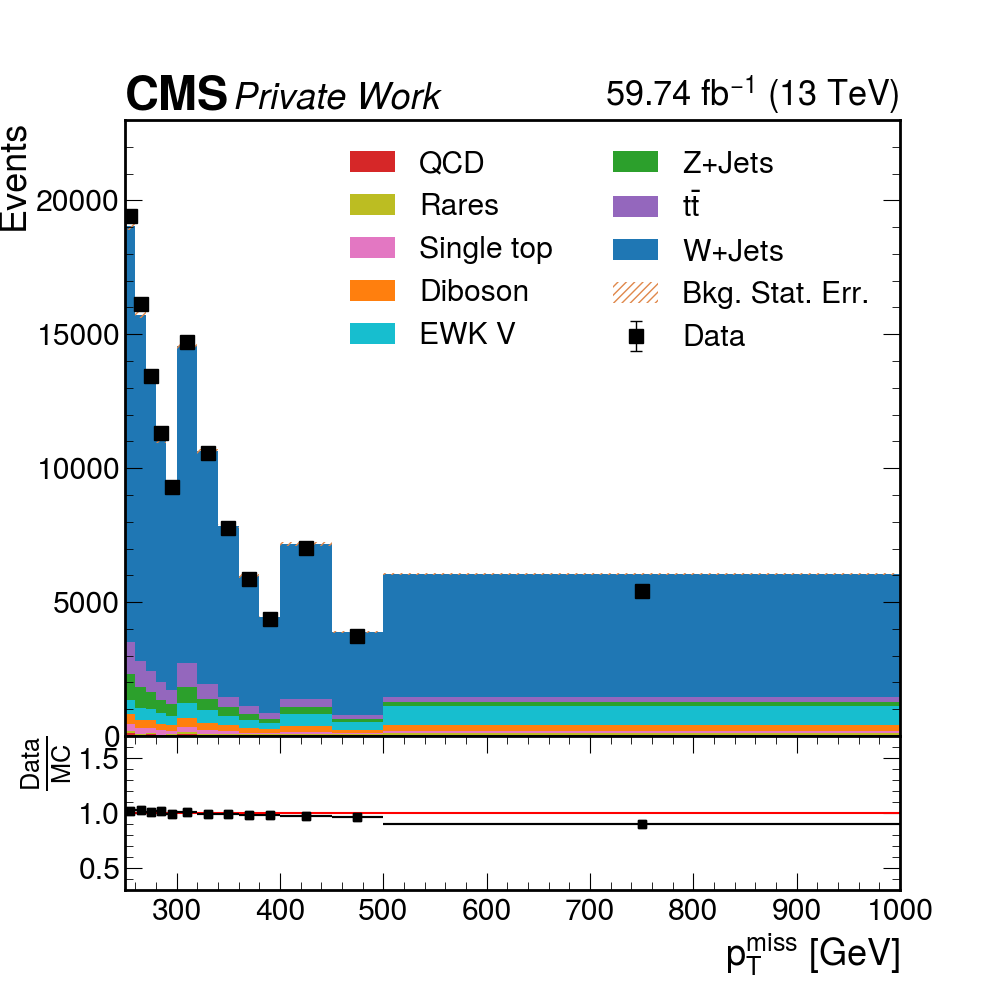 CMS Private Work 59.74 fb⁻¹ (13 TeV)
Events
20000
15000
10000
5000
0
QCD
Rares
Single top
Diboson
EWK V
Z+Jets
tt̄
W+Jets
Bkg. Stat. Err.
Data
Data
MC
1.5
1.0
0.5
300 400 500 600 700 800 900 1000
p_T^miss [GeV]